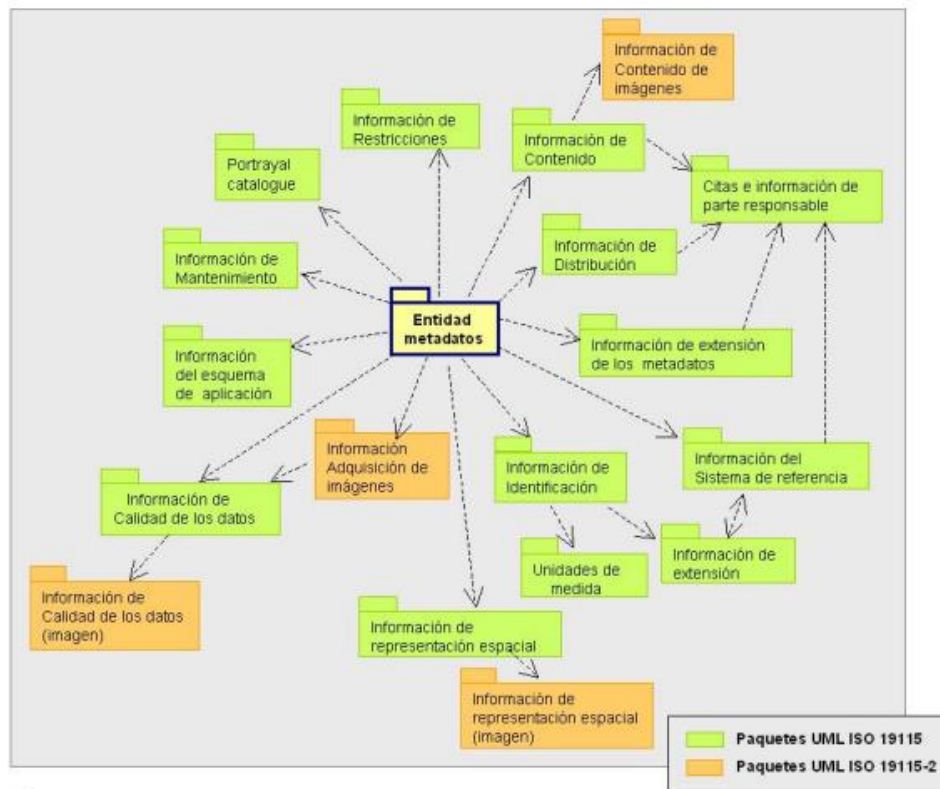 Información de
Contenido de
imágenes
Información de
Restricciones
Información de
Contenido
Portrayal
catalogue
Citas e información de
parte responsable
Información de
Mantenimiento
Información de
Distribución
Entidad
metadatos
Información de extensión
de los metadatos
Información
del esquema
de aplicación
Información
Adquisición de
imágenes
Información de
Identificación
Información del
Sistema de referencia
Información de
Calidad de los datos
Unidades de
medida
Información de
extensión
Información de
Calidad de los datos
(imagen)
Información de
representación espacial
Información de
representación espacial
(imagen)
Paquetes UML ISO 19115
Paquetes UML ISO 19115-2